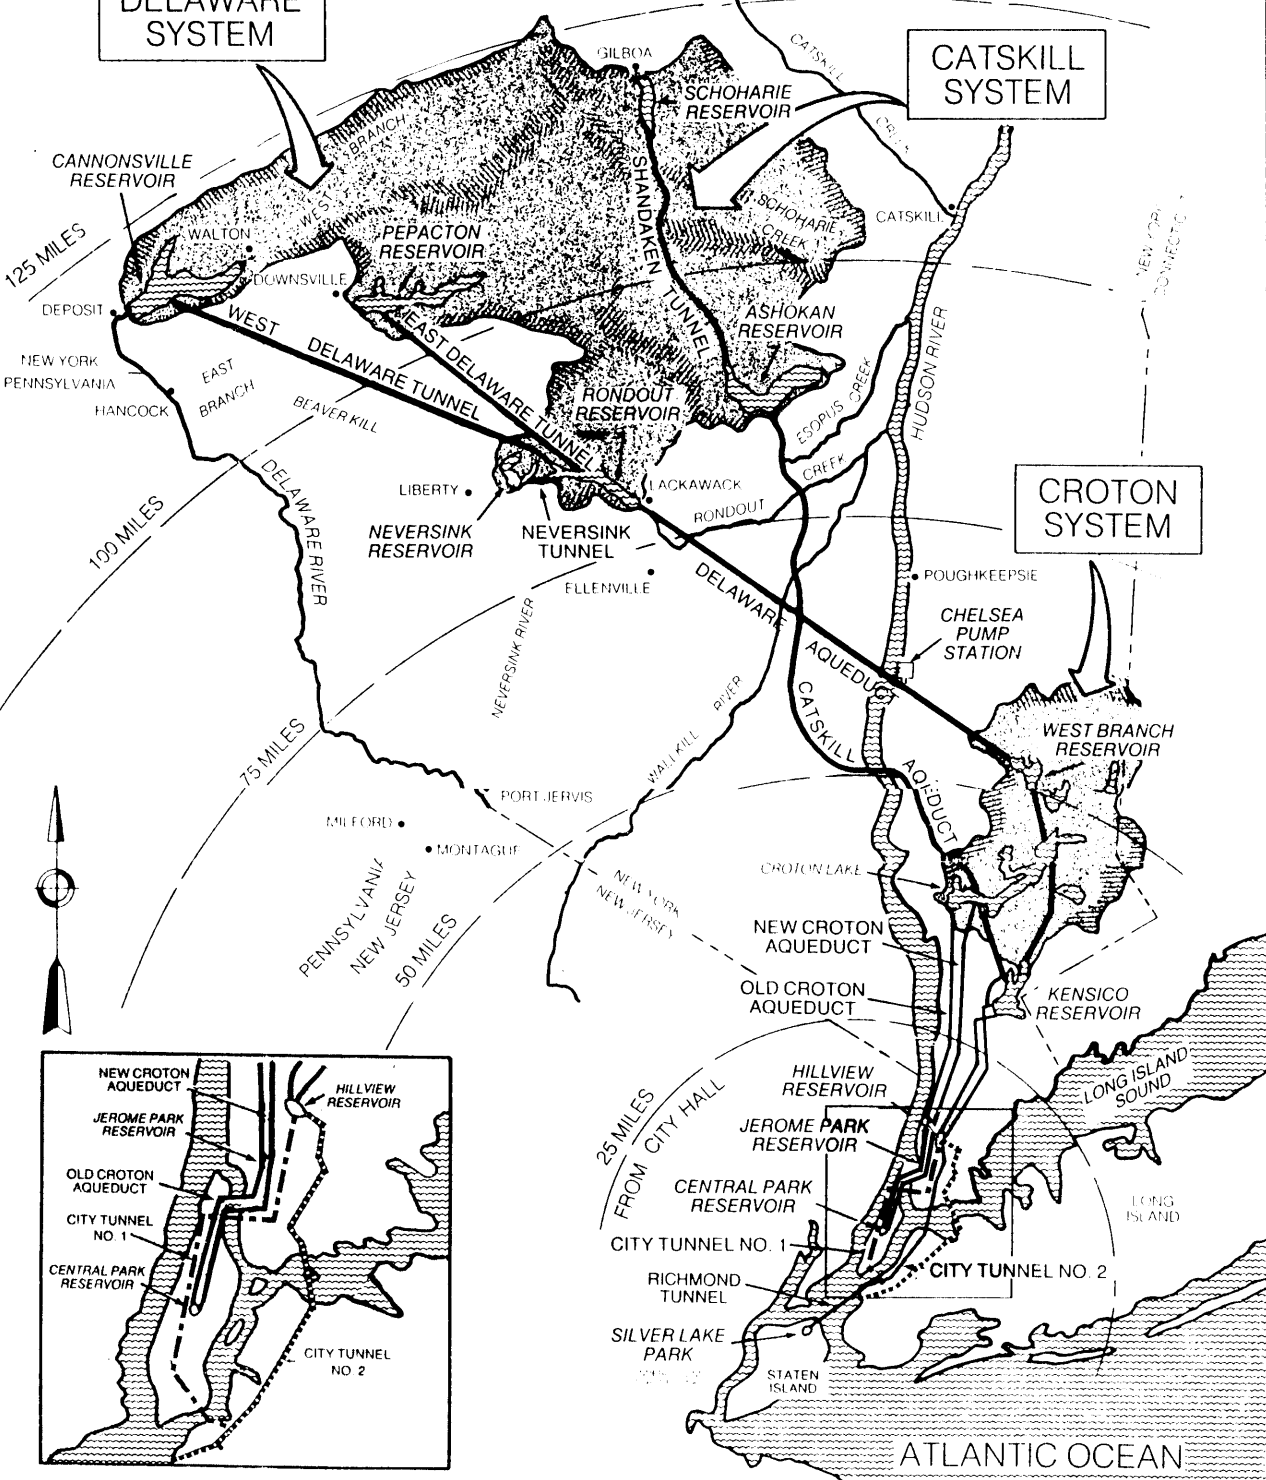 DELAWARE
SYSTEM
CATSKILL
SYSTEM
GILBOA
CATSKILL
SCHOHARIE
RESERVOIR
BRANCH
WEST
CANNONSVILLE
RESERVOIR
SHANDAKEN TUNNEL
SCHOHARIE
CREEK
CATSKILL
WALTON
PEPACTON
RESERVOIR
125 MILES
DOWNSVILLE
DEPOSIT
WEST DELAWARE TUNNEL
EAST DELAWARE TUNNEL
ASHOKAN
RESERVOIR
HUDSON RIVER
NEW YORK
PENNSYLVANIA
EAST
BRANCH
HANCOCK
BEAVER KILL
RONDOUT
RESERVOIR
ESOPUS CREEK
DELAWARE RIVER
CROTON
SYSTEM
LIBERTY
LACKAWACK
RONDOUT CREEK
100 MILES
NEVERSINK
RESERVOIR
NEVERSINK
TUNNEL
ELLENVILLE
DELAWARE AQUEDUCT
POUGHKEEPSIE
CHELSEA
PUMP
STATION
NEVERSINK RIVER
WALLKILL RIVER
CATSKILL AQUEDUCT
WEST BRANCH
RESERVOIR
75 MILES
PORT JERVIS
MILFORD
MONTAGUE
CROTON LAKE
NEW YORK
NEW JERSEY
PENNSYLVANIA
NEW JERSEY
50 MILES
NEW CROTON
AQUEDUCT
OLD CROTON
AQUEDUCT
KENSICO
RESERVOIR
LONG ISLAND
SOUND
HILLVIEW
RESERVOIR
25 MILES
FROM CITY HALL
JEROME PARK
RESERVOIR
CENTRAL PARK
RESERVOIR
LONG
ISLAND
CITY TUNNEL NO. 1
CITY TUNNEL NO. 2
RICHMOND
TUNNEL
SILVER LAKE
PARK
STATEN
ISLAND
ATLANTIC OCEAN
NEW CROTON
AQUEDUCT
HILLVIEW
RESERVOIR
JEROME PARK
RESERVOIR
OLD CROTON
AQUEDUCT
CITY TUNNEL
NO. 1
CENTRAL PARK
RESERVOIR
CITY TUNNEL
NO. 2